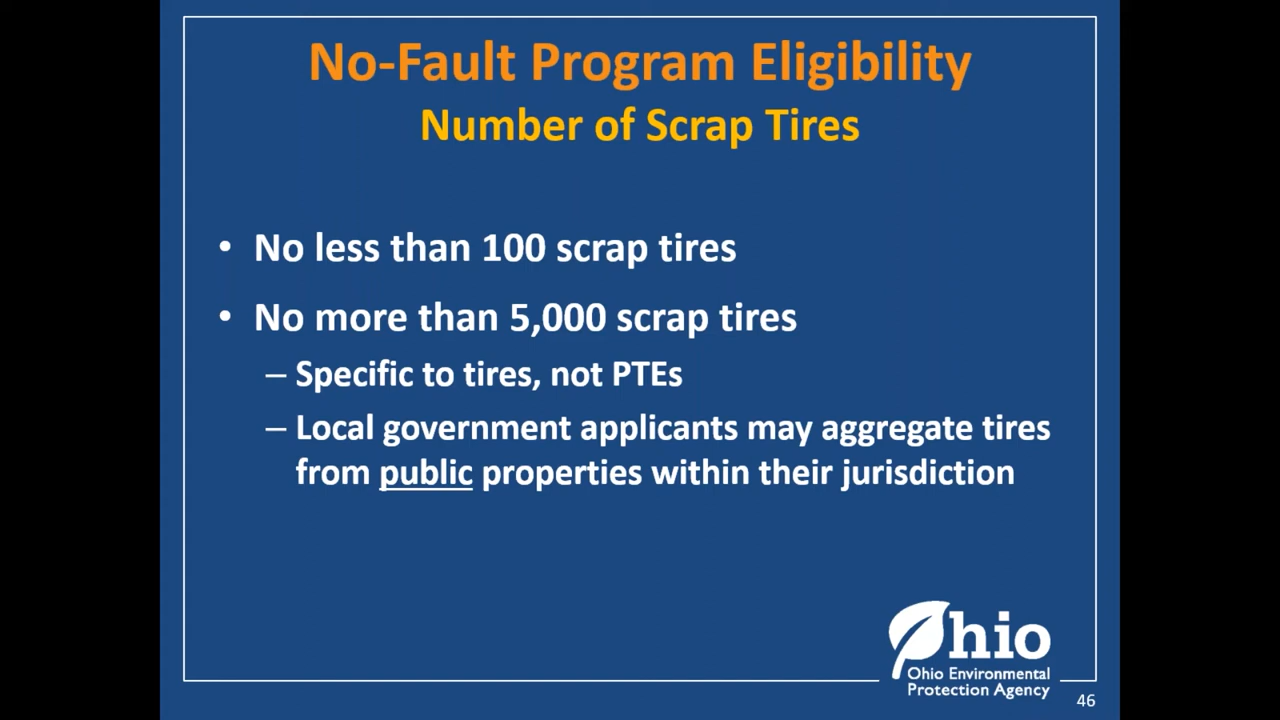 No-Fault Program Eligibility
Number of Scrap Tires
• No less than 100 scrap tires
• No more than 5,000 scrap tires
– Specific to tires, not PTEs
– Local government applicants may aggregate tires
from public properties within their jurisdiction
Ohio
Ohio Environmental
Protection Agency
46